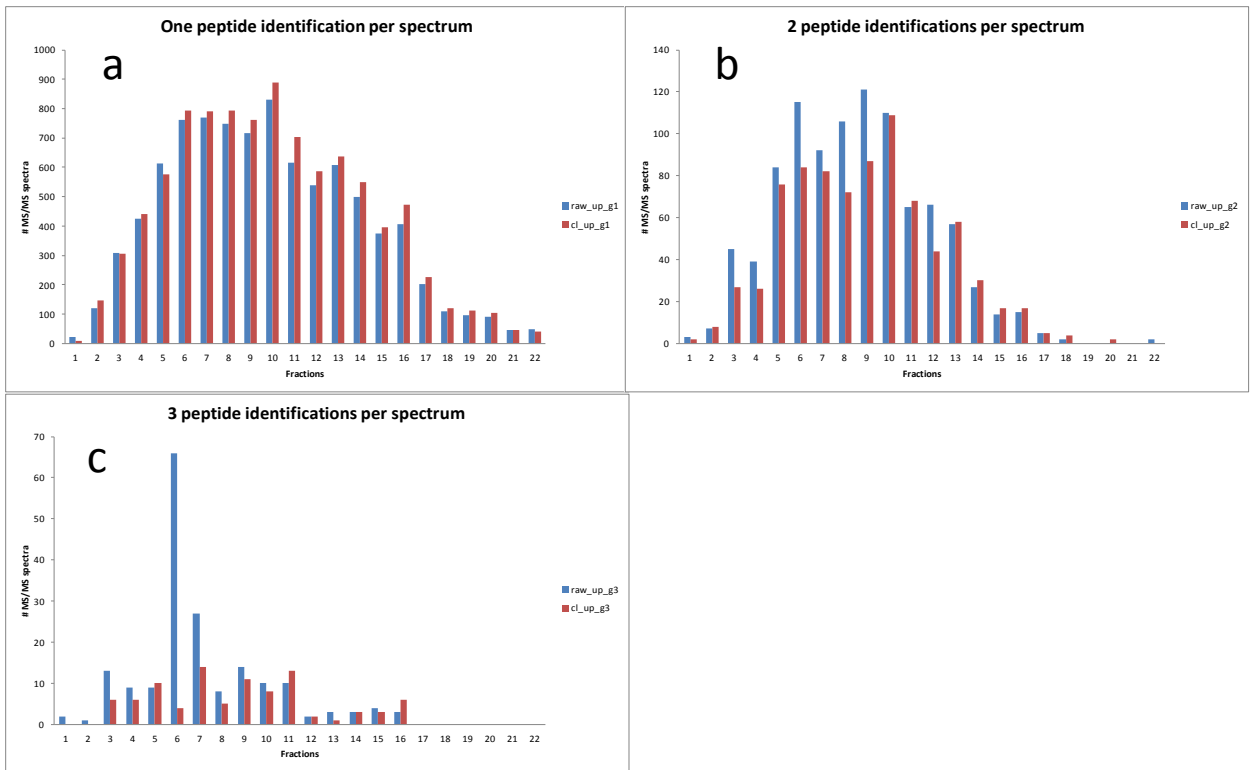 One peptide identification per spectrum
a
1000
900
800
700
600
500
400
300
200
100
0
# MS/MS spectra
1 2 3 4 5 6 7 8 9 10 11 12 13 14 15 16 17 18 19 20 21 22
Fractions
raw_up_g1
cl_up_g1
2 peptide identifications per spectrum
b
140
120
100
80
60
40
20
0
# MS/MS spectra
1 2 3 4 5 6 7 8 9 10 11 12 13 14 15 16 17 18 19 20 21 22
Fractions
raw_up_g2
cl_up_g2
3 peptide identifications per spectrum
c
70
60
50
40
30
20
10
0
# MS/MS spectra
1 2 3 4 5 6 7 8 9 10 11 12 13 14 15 16 17 18 19 20 21 22
Fractions
raw_up_g3
cl_up_g3